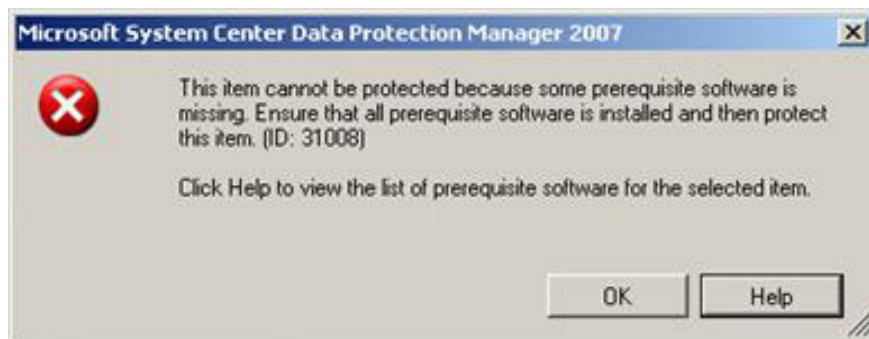 Microsoft System Center Data Protection Manager 2007
This item cannot be protected because some prerequisite software is
missing. Ensure that all prerequisite software is installed and then protect
this item. (ID: 31008)
Click Help to view the list of prerequisite software for the selected item.
OK
Help